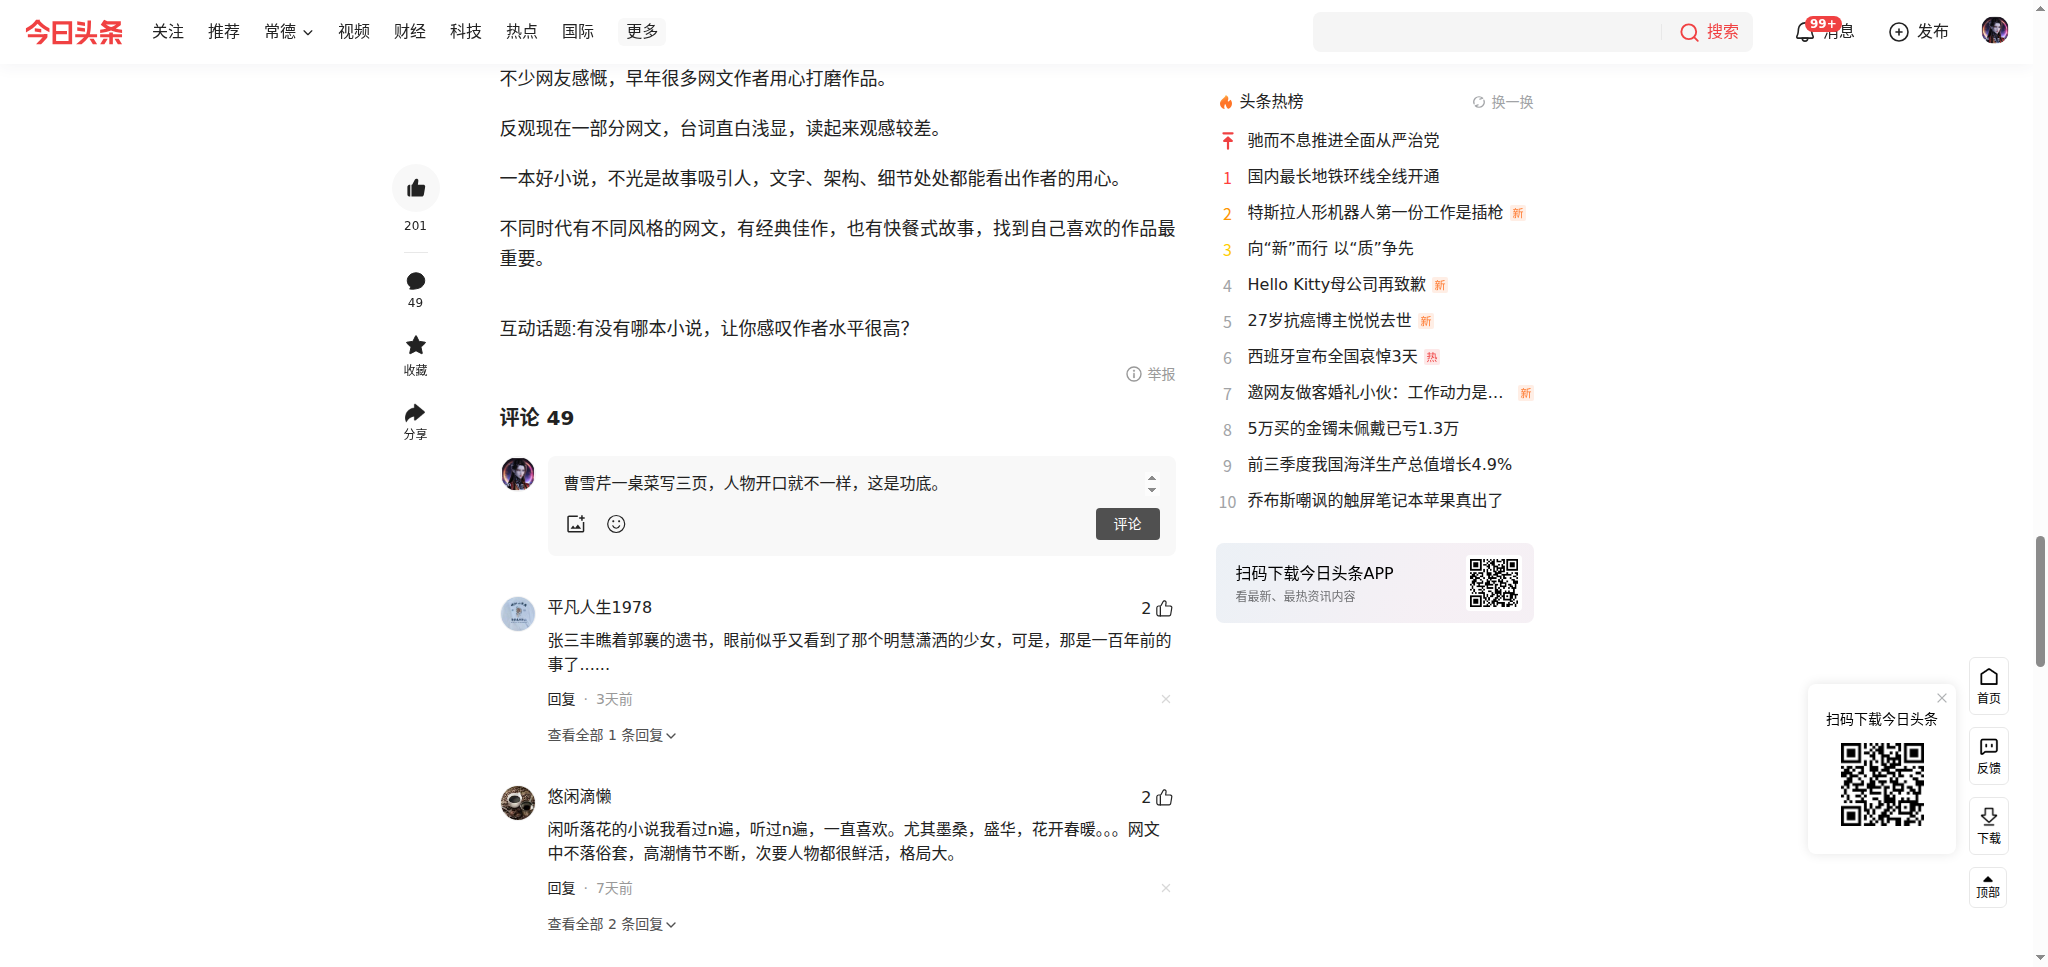 今日头条
关注 推荐 常德 视频 财经 科技 热点 国际 更多
搜索
99+
消息
发布
不少网友感慨，早年很多网文作者用心打磨作品。
反观现在一部分网文，台词直白浅显，读起来观感较差。
一本好小说，不光是故事吸引人，文字、架构、细节处处都能看出作者的用心。
不同时代有不同风格的网文，有经典佳作，也有快餐式故事，找到自己喜欢的作品最
重要。
互动话题:有没有哪本小说，让你感叹作者水平很高？
举报
201
49
收藏
分享
评论 49
曹雪芹一桌菜写三页，人物开口就不一样，这是功底。
评论
平凡人生1978
2
张三丰瞧着郭襄的遗书，眼前似乎又看到了那个明慧潇洒的少女，可是，那是一百年前的
事了……
回复 · 3天前
查看全部 1 条回复
悠闲滴懒
2
闲听落花的小说我看过n遍，听过n遍，一直喜欢。尤其墨桑，盛华，花开春暖。。。网文
中不落俗套，高潮情节不断，次要人物都很鲜活，格局大。
回复 · 7天前
查看全部 2 条回复
头条热榜
换一换
驰而不息推进全面从严治党
1 国内最长地铁环线全线开通
2 特斯拉人形机器人第一份工作是插枪 新
3 向“新”而行 以“质”争先
4 Hello Kitty母公司再致歉 新
5 27岁抗癌博主悦悦去世 新
6 西班牙宣布全国哀悼3天 热
7 邀网友做客婚礼小伙：工作动力是... 新
8 5万买的金镯未佩戴已亏1.3万
9 前三季度我国海洋生产总值增长4.9%
10 乔布斯嘲讽的触屏笔记本苹果真出了
扫码下载今日头条APP
看最新、最热资讯内容
扫码下载今日头条
首页
反馈
下载
顶部